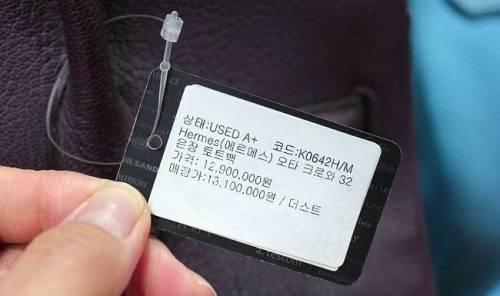 상태:USED A+ 코드:K0642H/M
Hermes(에르메스) 오타 크로와 32
은장 토트백
가격: 12,900,000원
매장가:13,100,000원 / 더스트